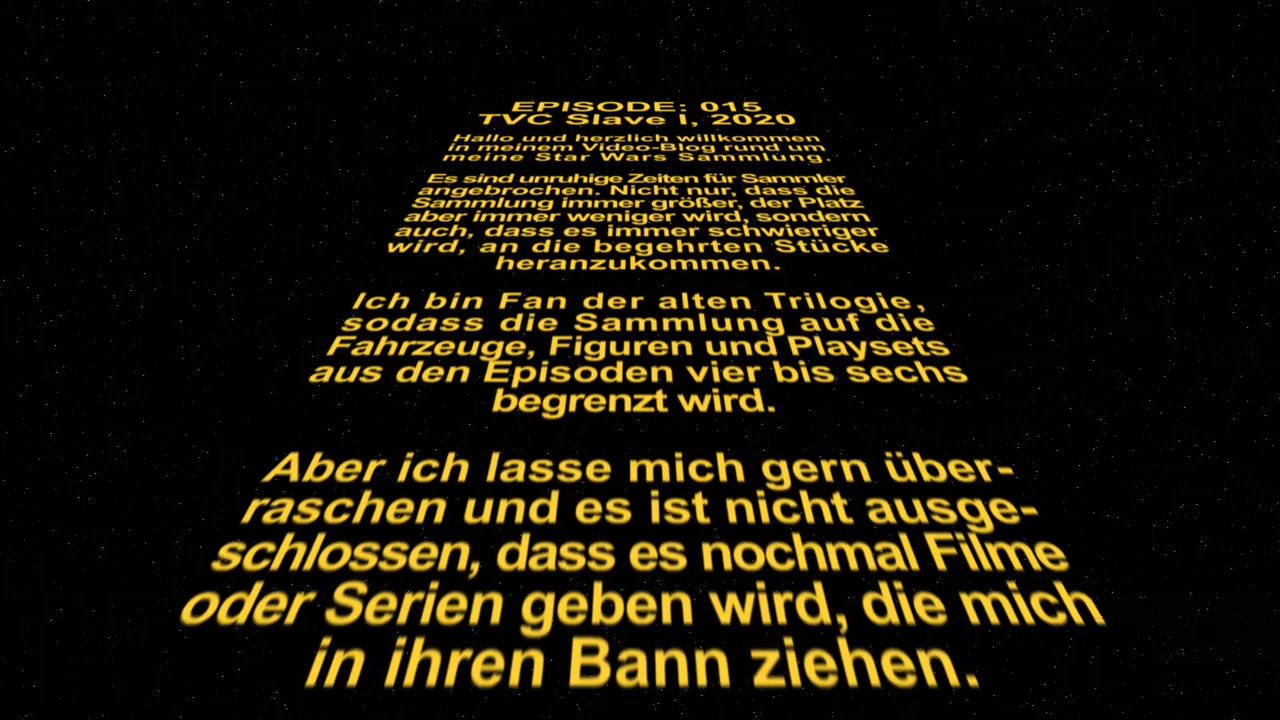 EPISODE: 015
TVC Slave I, 2020
Hallo und herzlich willkommen
in meinem Video-Blog rund um
meine Star Wars Sammlung.
Es sind unruhige Zeiten für Sammler
angebrochen. Nicht nur, dass die
Sammlung immer größer, der Platz
aber immer weniger wird, sondern
auch, dass es immer schwieriger
wird, an die begehrten Stücke
heranzukommen.
Ich bin Fan der alten Trilogie,
sodass die Sammlung auf die
Fahrzeuge, Figuren und Playsets
aus den Episoden vier bis sechs
begrenzt wird.
Aber ich lasse mich gern über-
raschen und es ist nicht ausge-
schlossen, dass es nochmal Filme
oder Serien geben wird, die mich
in ihren Bann ziehen.